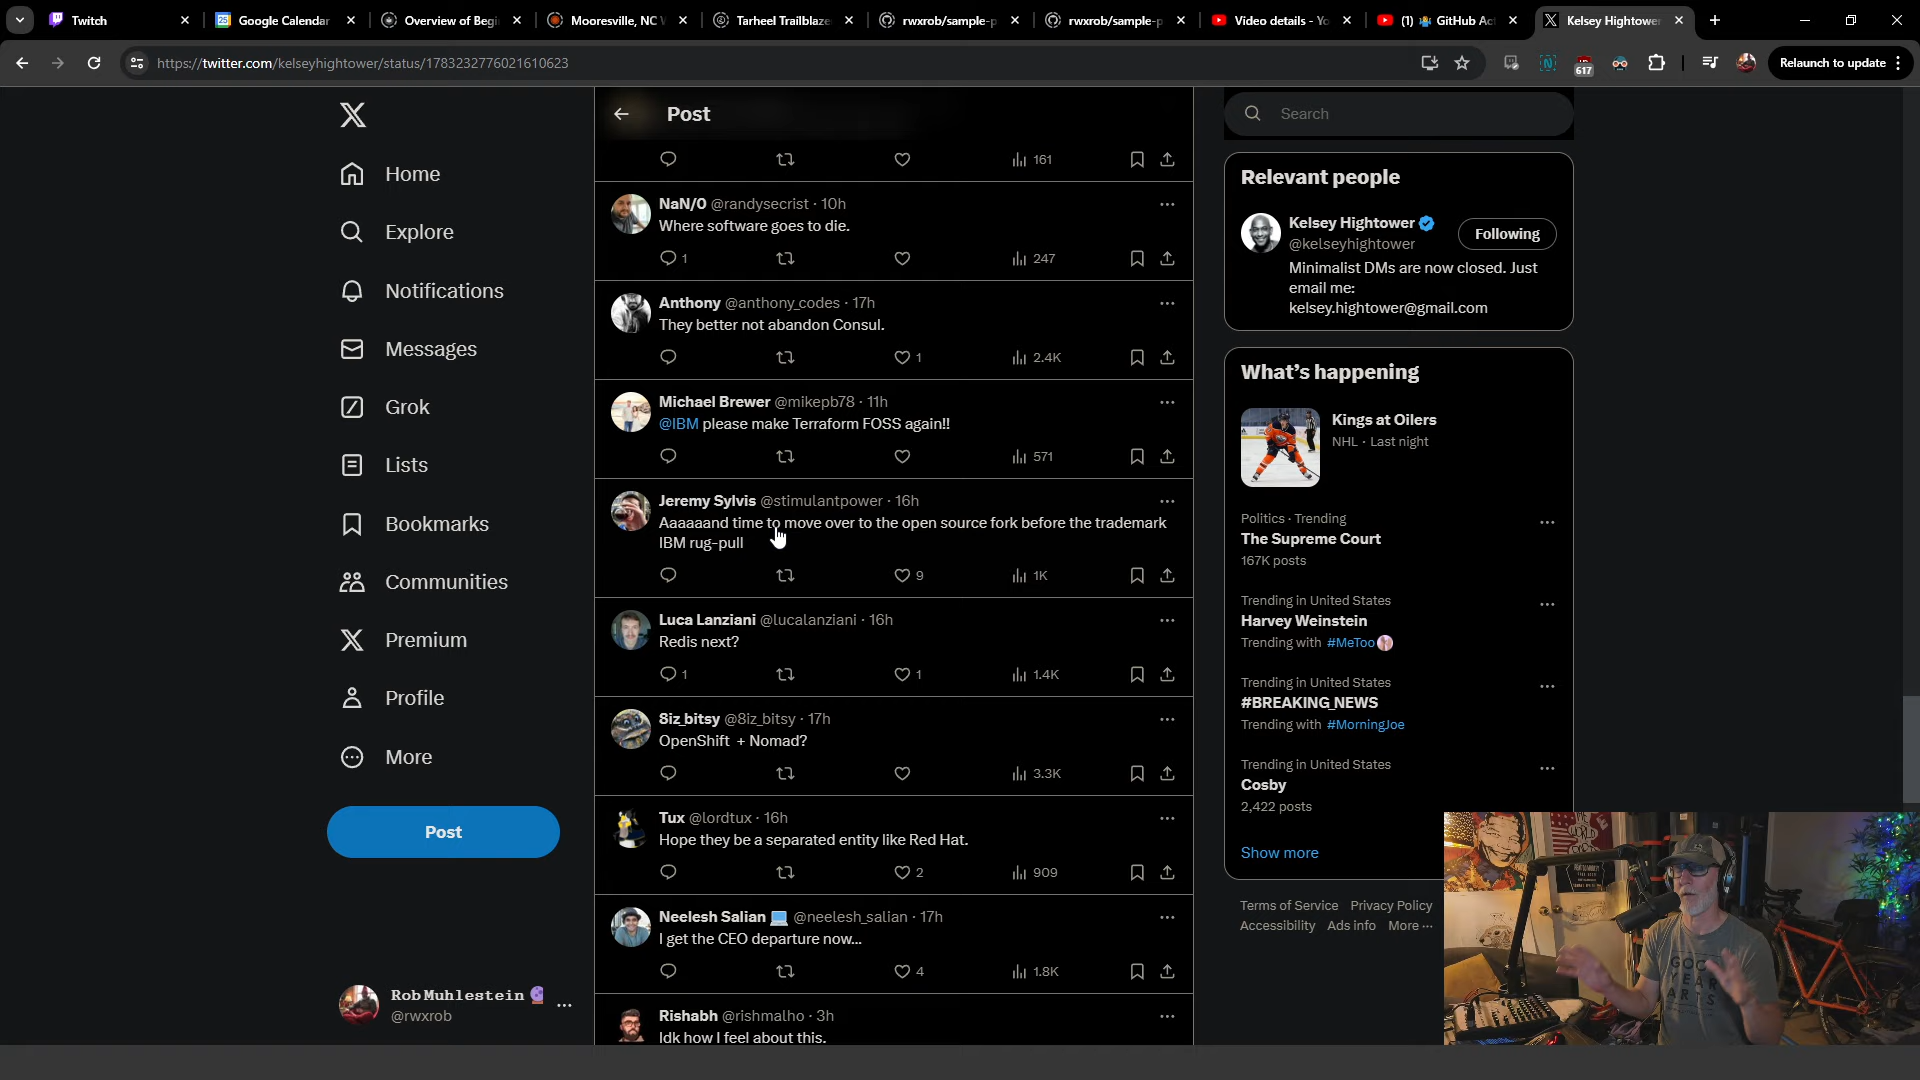 Twitch
Google Calendar
Overview of Begi
Mooresville, NC
Tarheel Trailblaze
rwxrob/sample-p
rwxrob/sample-p
Video details - Yo
(1) GitHub Ac
Kelsey Hightowe
https://twitter.com/kelseyhightower/status/1783232776021610623
617
Relaunch to update
Home
Explore
Notifications
Messages
Grok
Lists
Bookmarks
Communities
Premium
Profile
More
Post
RobMuhlestein
@rwxrob
Post
161
NaN/0 @randysecrist · 10h
Where software goes to die.
1 247
Anthony @anthony_codes · 17h
They better not abandon Consul.
1 2.4K
Michael Brewer @mikepb78 · 11h
@IBM please make Terraform FOSS again!!
571
Jeremy Sylvis @stimulantpower · 16h
Aaaaaand time to move over to the open source fork before the trademark
IBM rug-pull
9 1K
Luca Lanziani @lucalanziani · 16h
Redis next?
1 1 1.4K
8iz_bitsy @8iz_bitsy · 17h
OpenShift + Nomad?
3.3K
Tux @lordtux · 16h
Hope they be a separated entity like Red Hat.
2 909
Neelesh Salian @neelesh_salian · 17h
I get the CEO departure now...
4 1.8K
Rishabh @rishmalho · 3h
Idk how I feel about this.
Search
Relevant people
Kelsey Hightower
@kelseyhightower
Following
Minimalist DMs are now closed. Just
email me:
kelsey.hightower@gmail.com
What's happening
Kings at Oilers
NHL · Last night
Politics · Trending
The Supreme Court
167K posts
Trending in United States
Harvey Weinstein
Trending with #MeToo
Trending in United States
#BREAKING_NEWS
Trending with #MorningJoe
Trending in United States
Cosby
2,422 posts
Show more
Terms of Service Privacy Policy
Accessibility Ads info More ···